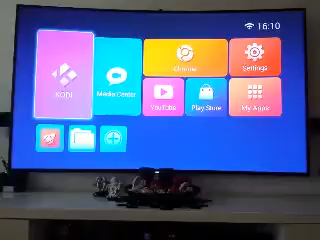 16:10
Kodi
Media Center
Chrome
Settings
YouTube
Play Store
My Apps